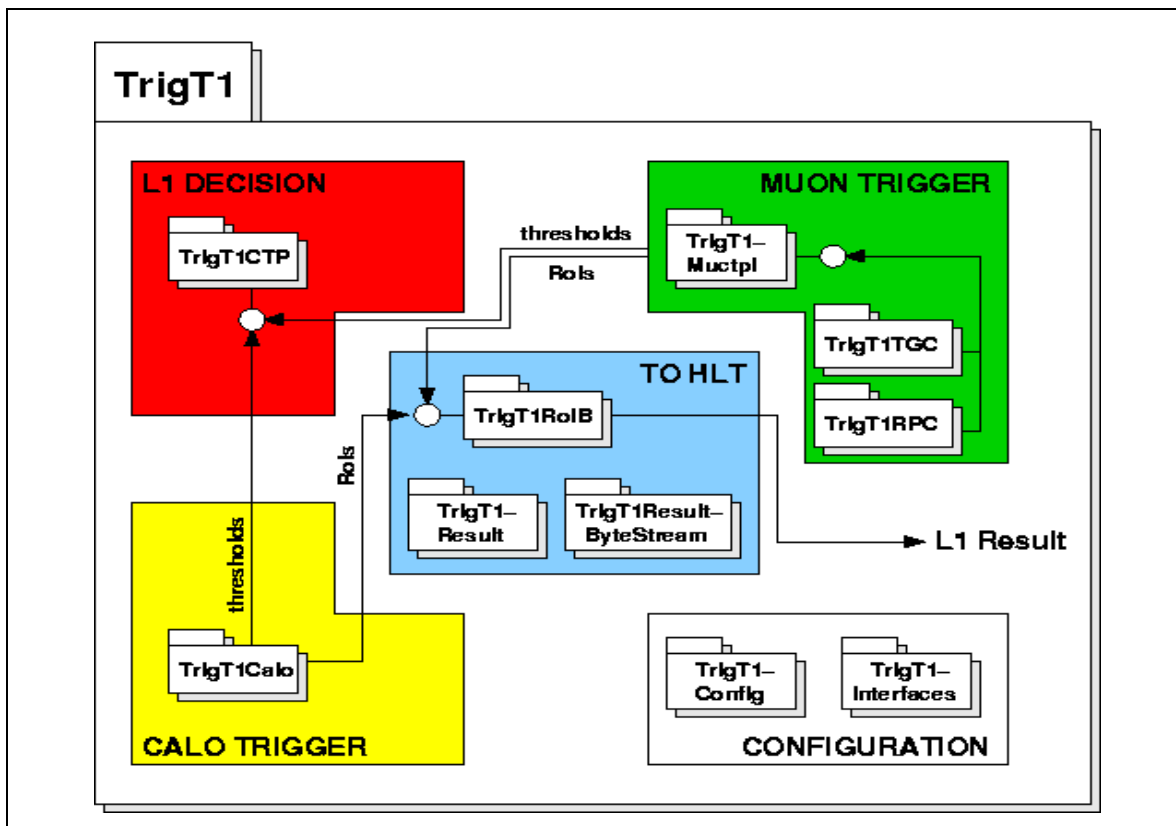 TrigT1
L1 DECISION
TrigT1CTP
MUON TRIGGER
TrigT1–
MuctpI
thresholds
RoIs
TrigT1TGC
TrigT1RPC
TO HLT
TrigT1RoIB
TrigT1–
Result
TrigT1Result–
ByteStream
RoIs
thresholds
L1 Result
TrigT1Calo
CALO TRIGGER
TrigT1–
Config
TrigT1–
Interfaces
CONFIGURATION